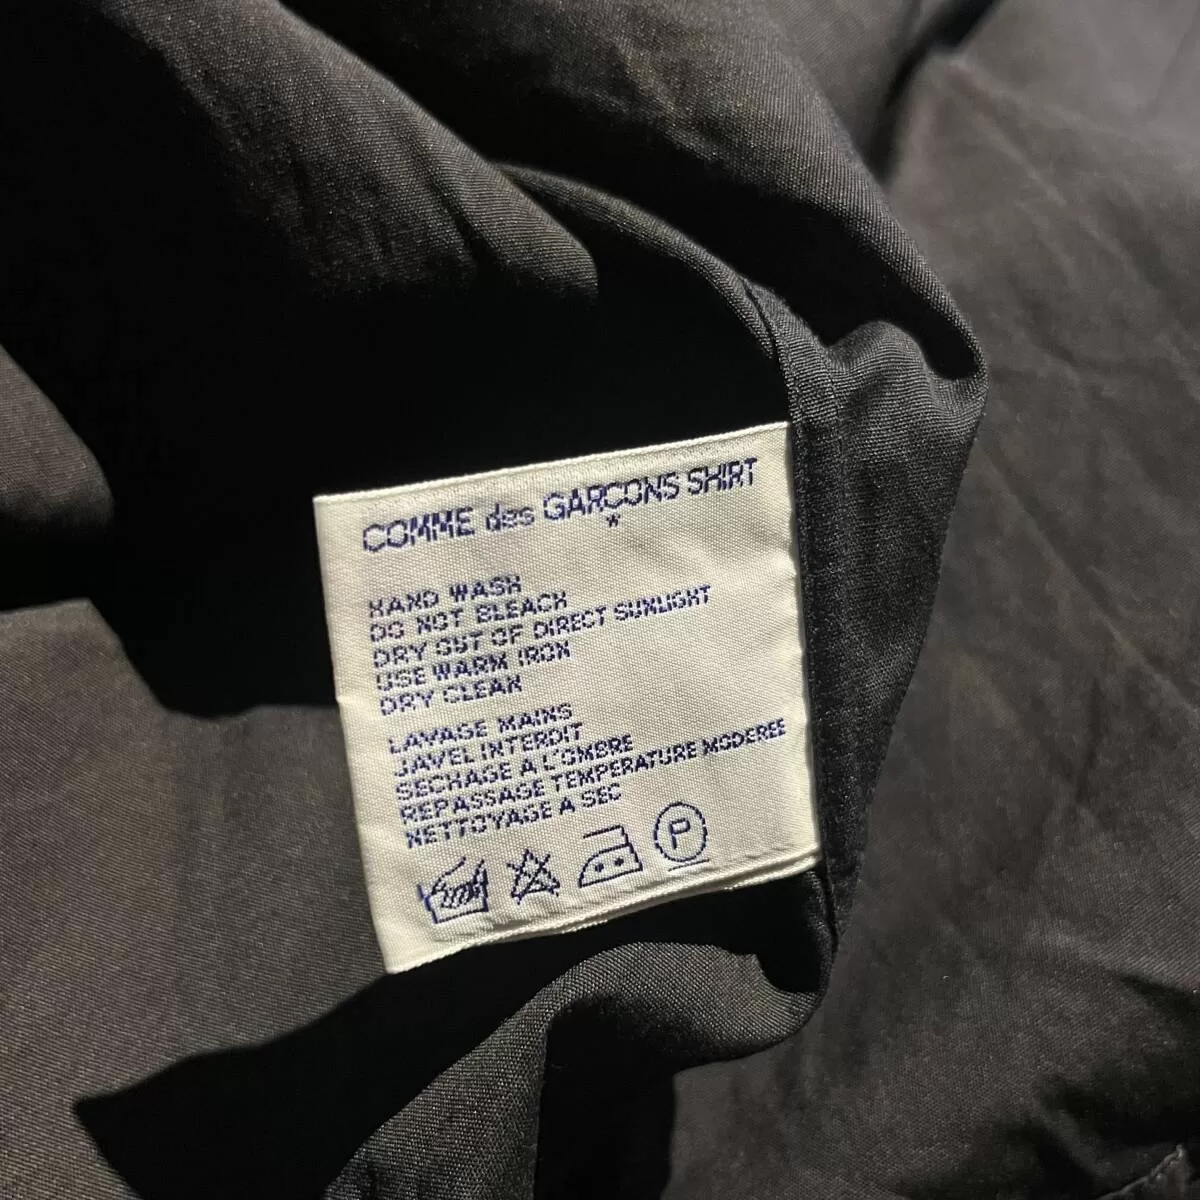 COMME des GARCONS SHIRT
*
HAND WASH
DO NOT BLEACH
DRY OUT OF DIRECT SUNLIGHT
USE WARM IRON
DRY CLEAN
LAVAGE MAINS
JAVEL INTERDIT
SECHAGE A L'OMBRE
REPASSAGE TEMPERATURE MODEREE
NETTOYAGE A SEC
P